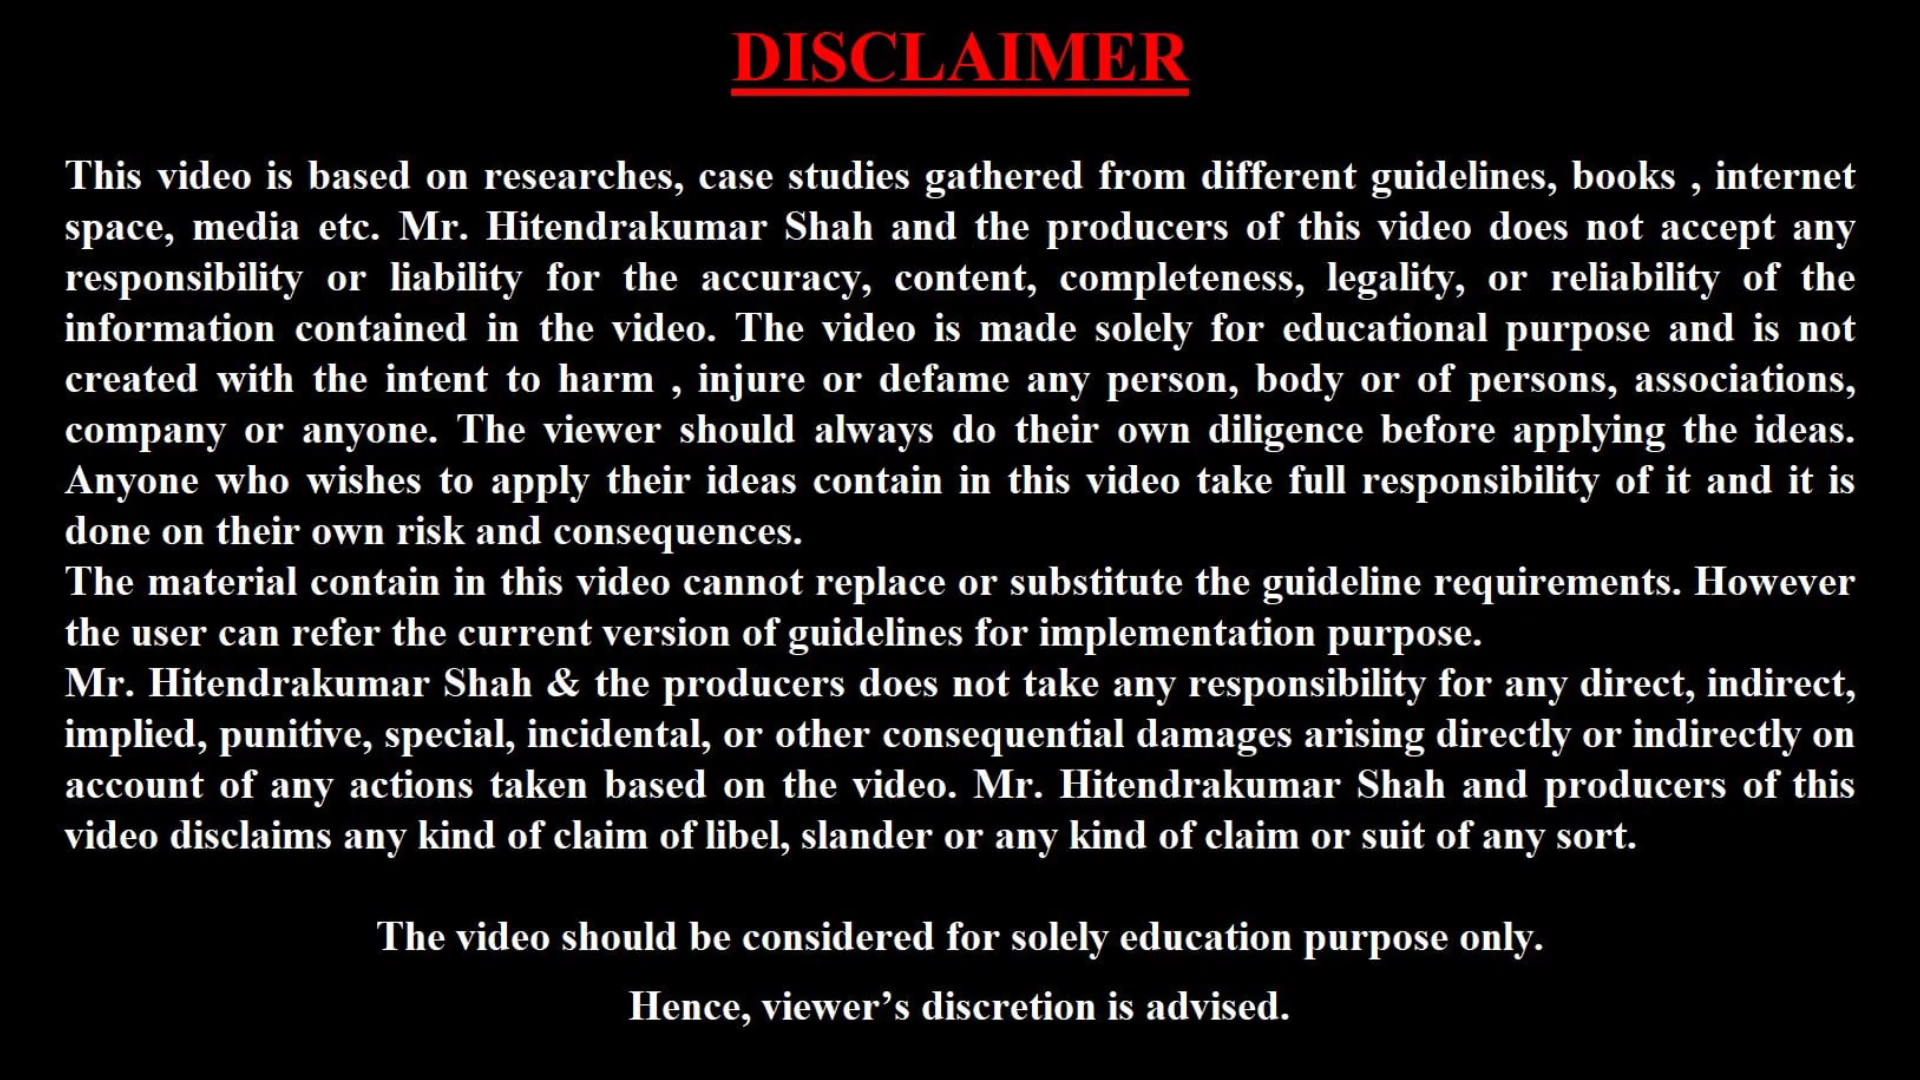 DISCLAIMER
This video is based on researches, case studies gathered from different guidelines, books , internet
space, media etc. Mr. Hitendrakumar Shah and the producers of this video does not accept any
responsibility or liability for the accuracy, content, completeness, legality, or reliability of the
information contained in the video. The video is made solely for educational purpose and is not
created with the intent to harm , injure or defame any person, body or of persons, associations,
company or anyone. The viewer should always do their own diligence before applying the ideas.
Anyone who wishes to apply their ideas contain in this video take full responsibility of it and it is
done on their own risk and consequences.
The material contain in this video cannot replace or substitute the guideline requirements. However
the user can refer the current version of guidelines for implementation purpose.
Mr. Hitendrakumar Shah & the producers does not take any responsibility for any direct, indirect,
implied, punitive, special, incidental, or other consequential damages arising directly or indirectly on
account of any actions taken based on the video. Mr. Hitendrakumar Shah and producers of this
video disclaims any kind of claim of libel, slander or any kind of claim or suit of any sort.
The video should be considered for solely education purpose only.
Hence, viewer’s discretion is advised.